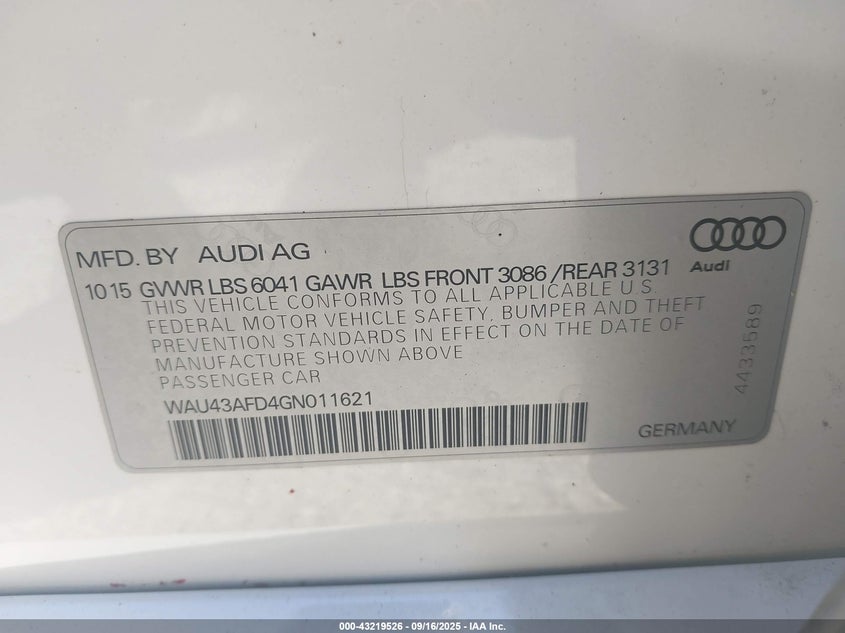 MFD. BY AUDI AG
Audi
10 15 GVWR LBS 6041 GAWR LBS FRONT 3086 /REAR 3131
THIS VEHICLE CONFORMS TO ALL APPLICABLE U.S.
FEDERAL MOTOR VEHICLE SAFETY, BUMPER AND THEFT
PREVENTION STANDARDS IN EFFECT ON THE DATE OF
MANUFACTURE SHOWN ABOVE
PASSENGER CAR
4433589
WAU43AFD4GN011621
GERMANY
000-43219526 - 09/16/2025 - IAA Inc.